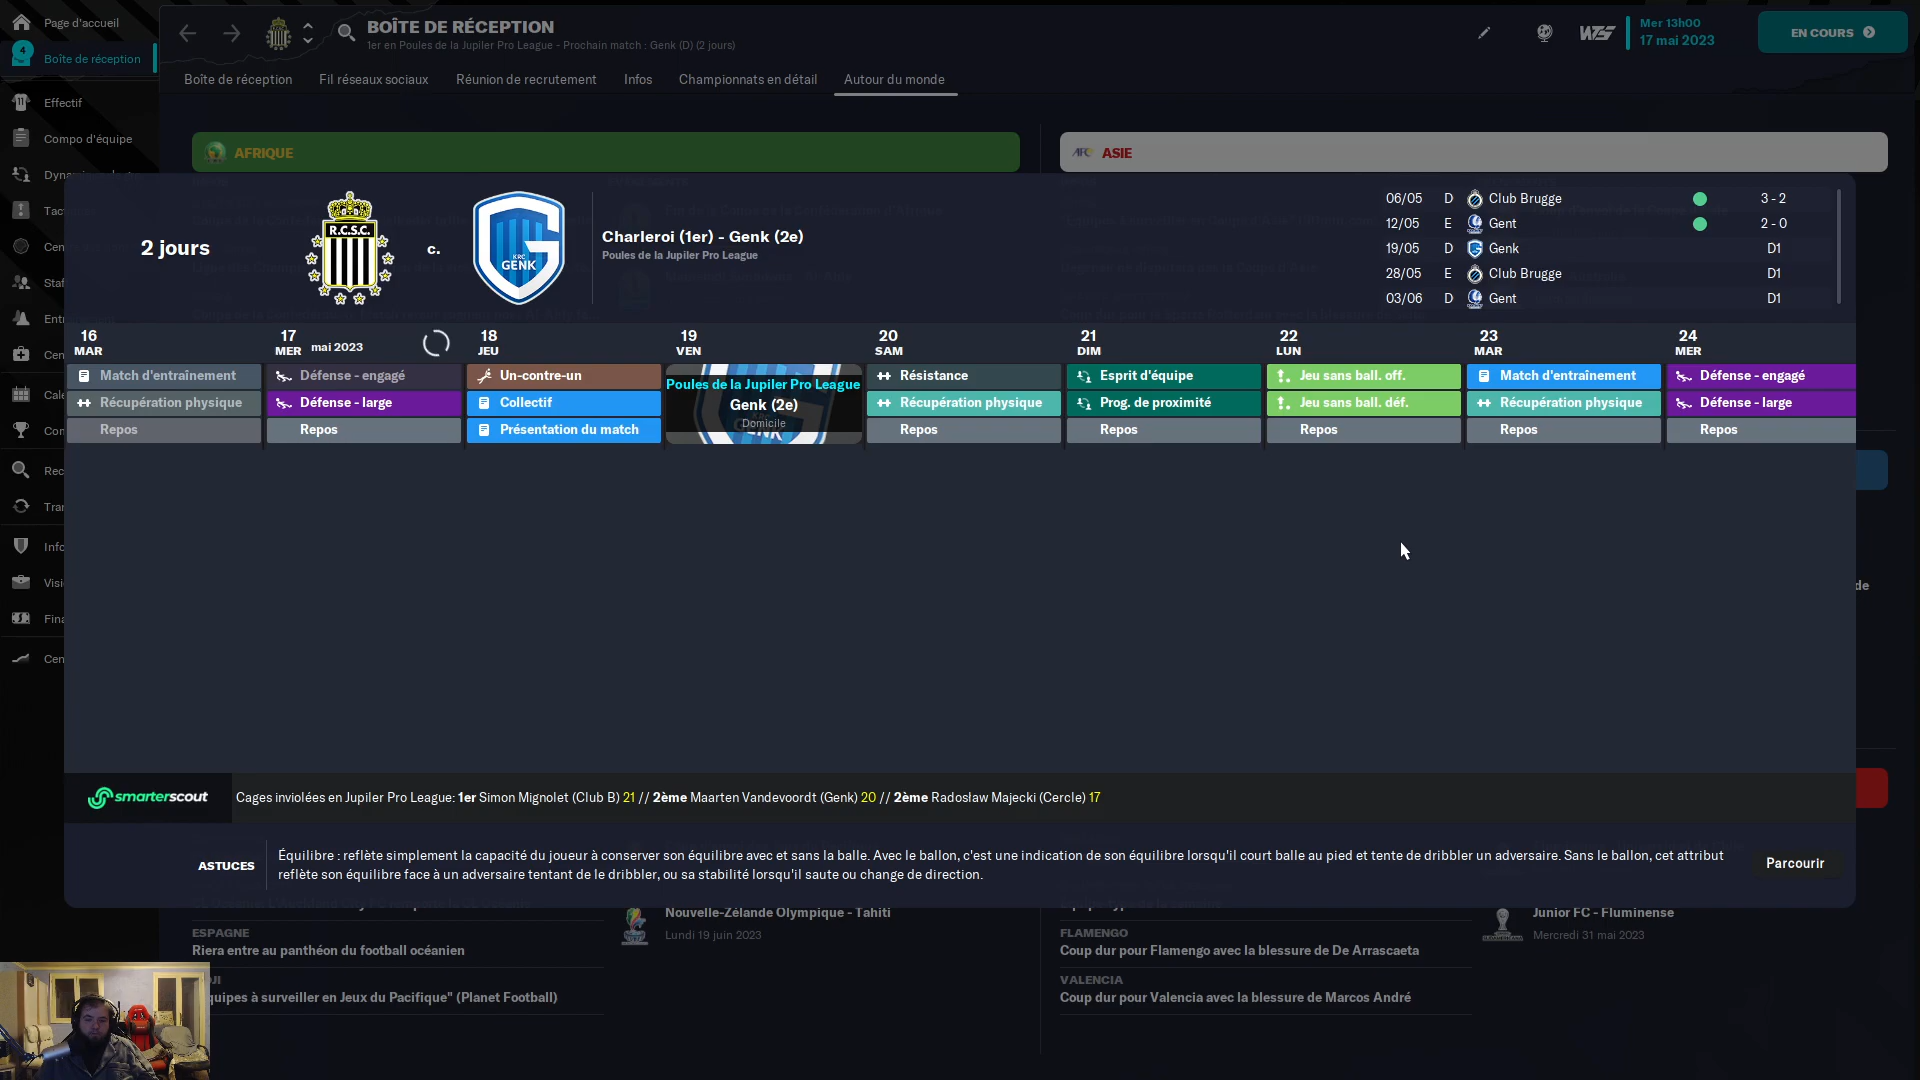 Page d'accueil
4
Boîte de réception
Effectif
Compo d'équipe
BOÎTE DE RÉCEPTION
1er en Poules de la Jupiler Pro League - Prochain match : Genk (D) (2 jours)
Mer 13h00
17 mai 2023
EN COURS
Boîte de réception
Fil réseaux sociaux
Réunion de recrutement
Infos
Championnats en détail
Autour du monde
AFRIQUE
AFC
ASIE
2 jours
R.C.S.C.
c.
KRC
GENK
Charleroi (1er) - Genk (2e)
Poules de la Jupiler Pro League
06/05 D Club Brugge 3 - 2
12/05 E Gent 2 - 0
19/05 D Genk D1
28/05 E Club Brugge D1
03/06 D Gent D1
16 MAR
17 MER mai 2023
18 JEU
19 VEN
20 SAM
21 DIM
22 LUN
23 MAR
24 MER
Match d'entraînement
Récupération physique
Repos
Défense - engagé
Défense - large
Repos
Un-contre-un
Collectif
Présentation du match
Poules de la Jupiler Pro League
Genk (2e)
Domicile
Résistance
Récupération physique
Repos
Esprit d'équipe
Prog. de proximité
Repos
Jeu sans ball. off.
Jeu sans ball. déf.
Repos
Match d'entraînement
Récupération physique
Repos
Défense - engagé
Défense - large
Repos
smarterscout
Cages inviolées en Jupiler Pro League: 1er Simon Mignolet (Club B) 21 // 2ème Maarten Vandevoordt (Genk) 20 // 2ème Radosław Majecki (Cercle) 17
ASTUCES
Équilibre : reflète simplement la capacité du joueur à conserver son équilibre avec et sans la balle. Avec le ballon, c'est une indication de son équilibre lorsqu'il court balle au pied et tente de dribbler un adversaire. Sans le ballon, cet attribut
reflète son équilibre face à un adversaire tentant de le dribbler, ou sa stabilité lorsqu'il saute ou change de direction.
Parcourir
ESPAGNE
Riera entre au panthéon du football océanien
quipes à surveiller en Jeux du Pacifique" (Planet Football)
Nouvelle-Zélande Olympique - Tahiti
Lundi 19 juin 2023
FLAMENGO
Coup dur pour Flamengo avec la blessure de De Arrascaeta
VALENCIA
Coup dur pour Valencia avec la blessure de Marcos André
Junior FC - Fluminense
Mercredi 31 mai 2023